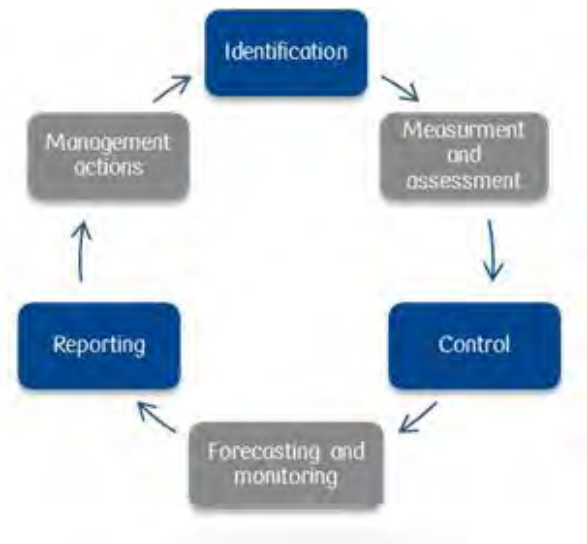 Identification
Measurment
and
assessment
Control
Forecasting and
monitoring
Reporting
Management
actions